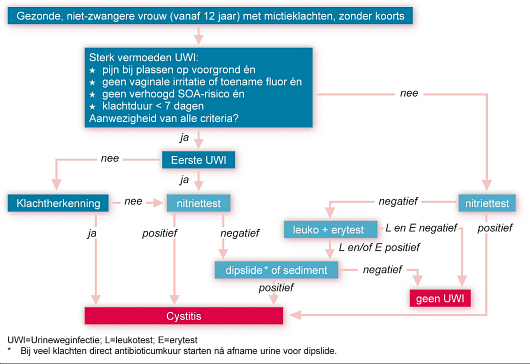 Gezonde, niet-zwangere vrouw (vanaf 12 jaar) met mictieklachten, zonder koorts
Sterk vermoeden UWI:
★ pijn bij plassen op voorgrond én
★ geen vaginale irritatie of toename fluor én
★ geen verhoogd SOA-risico én
★ klachtduur < 7 dagen
Aanwezigheid van alle criteria?
nee
ja
nee
Eerste UWI
ja
Klachtherkenning
nee
nitriettest
negatief
nitriettest
ja
positief
negatief
leuko + erytest
L en E negatief
positief
L en/of E positief
dipslide* of sediment
negatief
positief
geen UWI
Cystitis
UWI=Urineweginfectie; L=leukotest; E=erytest
* Bij veel klachten direct antibioticumkuur starten ná afname urine voor dipslide.